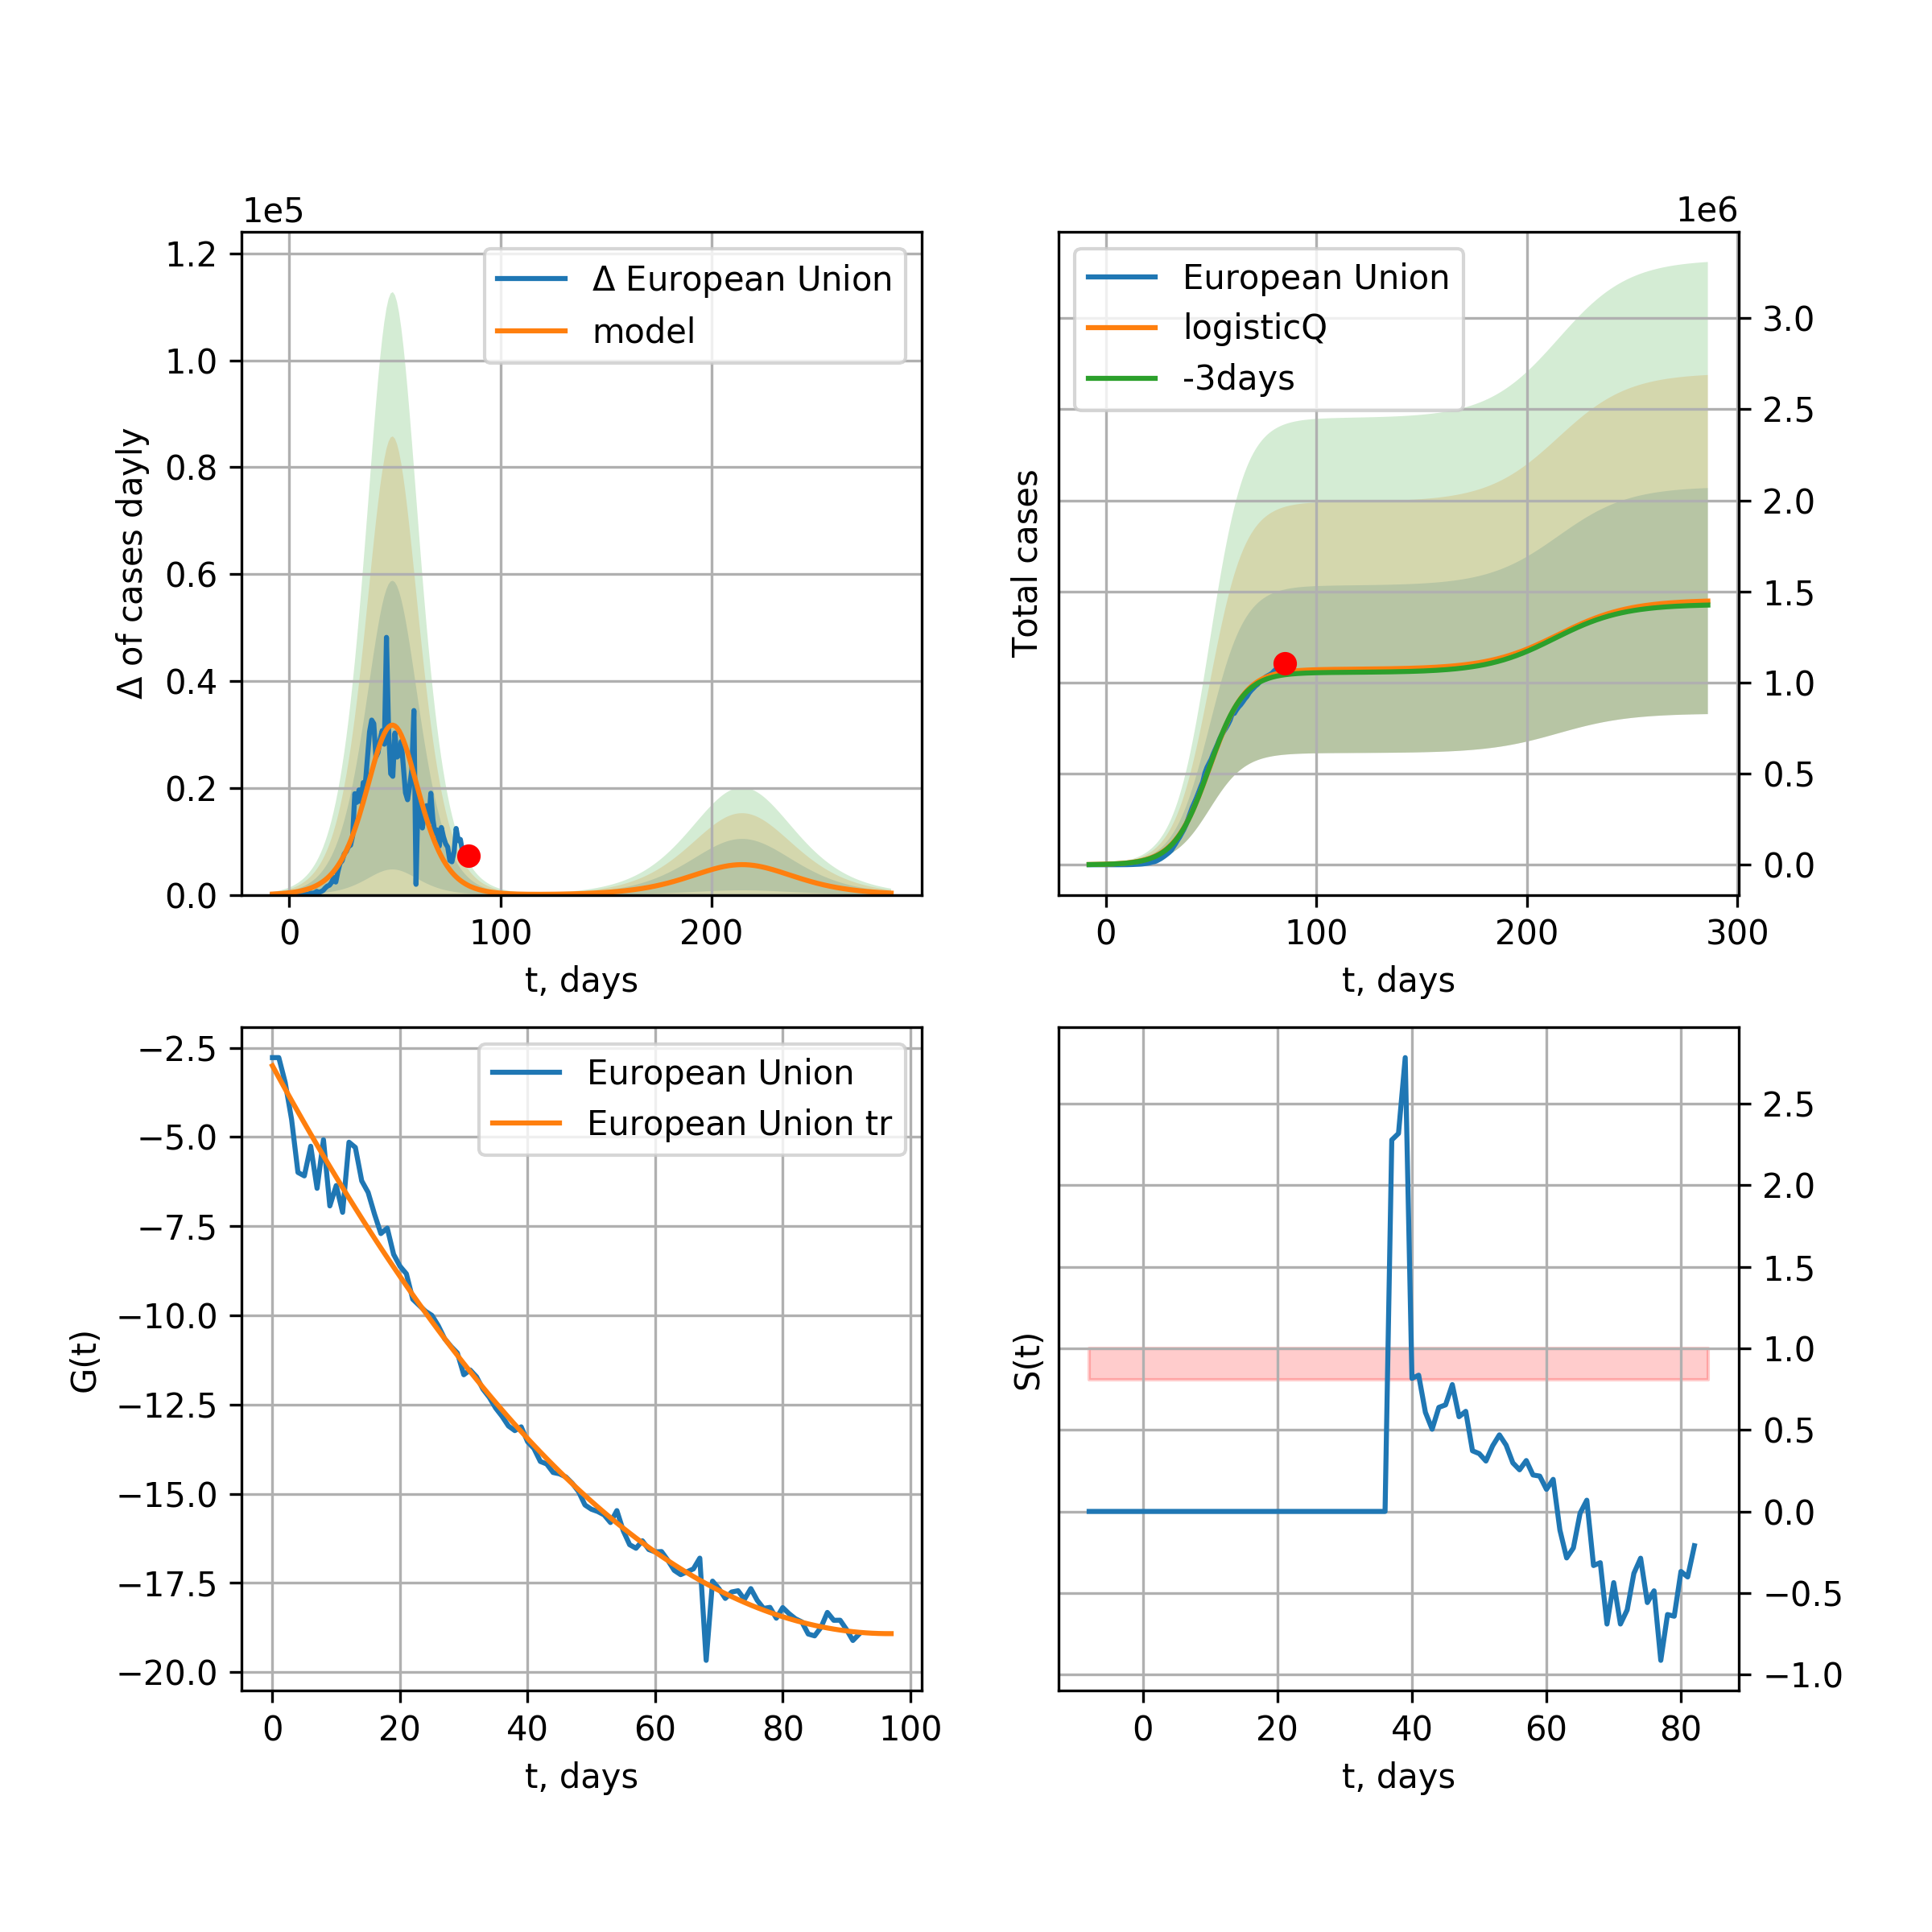 1e5
1.2
1.0
0.8
0.6
0.4
0.2
0.0
Δ of cases dayly
Δ European Union
model
0 100 200
t, days
1e6
European Union
logisticQ
-3days
Total cases
3.0
2.5
2.0
1.5
1.0
0.5
0.0
0 100 200 300
t, days
−2.5
−5.0
−7.5
−10.0
−12.5
−15.0
−17.5
−20.0
G(t)
European Union
European Union tr
0 20 40 60 80 100
t, days
S(t)
2.5
2.0
1.5
1.0
0.5
0.0
−0.5
−1.0
0 20 40 60 80
t, days